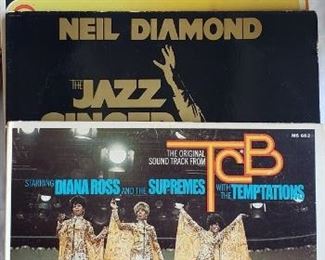 NEIL DIAMOND
THE
JAZZ
SINGER
MS 682
THE ORIGINAL
SOUND TRACK FROM
TCB
STARRING DIANA ROSS AND THE SUPREMES WITH THE TEMPTATIONS